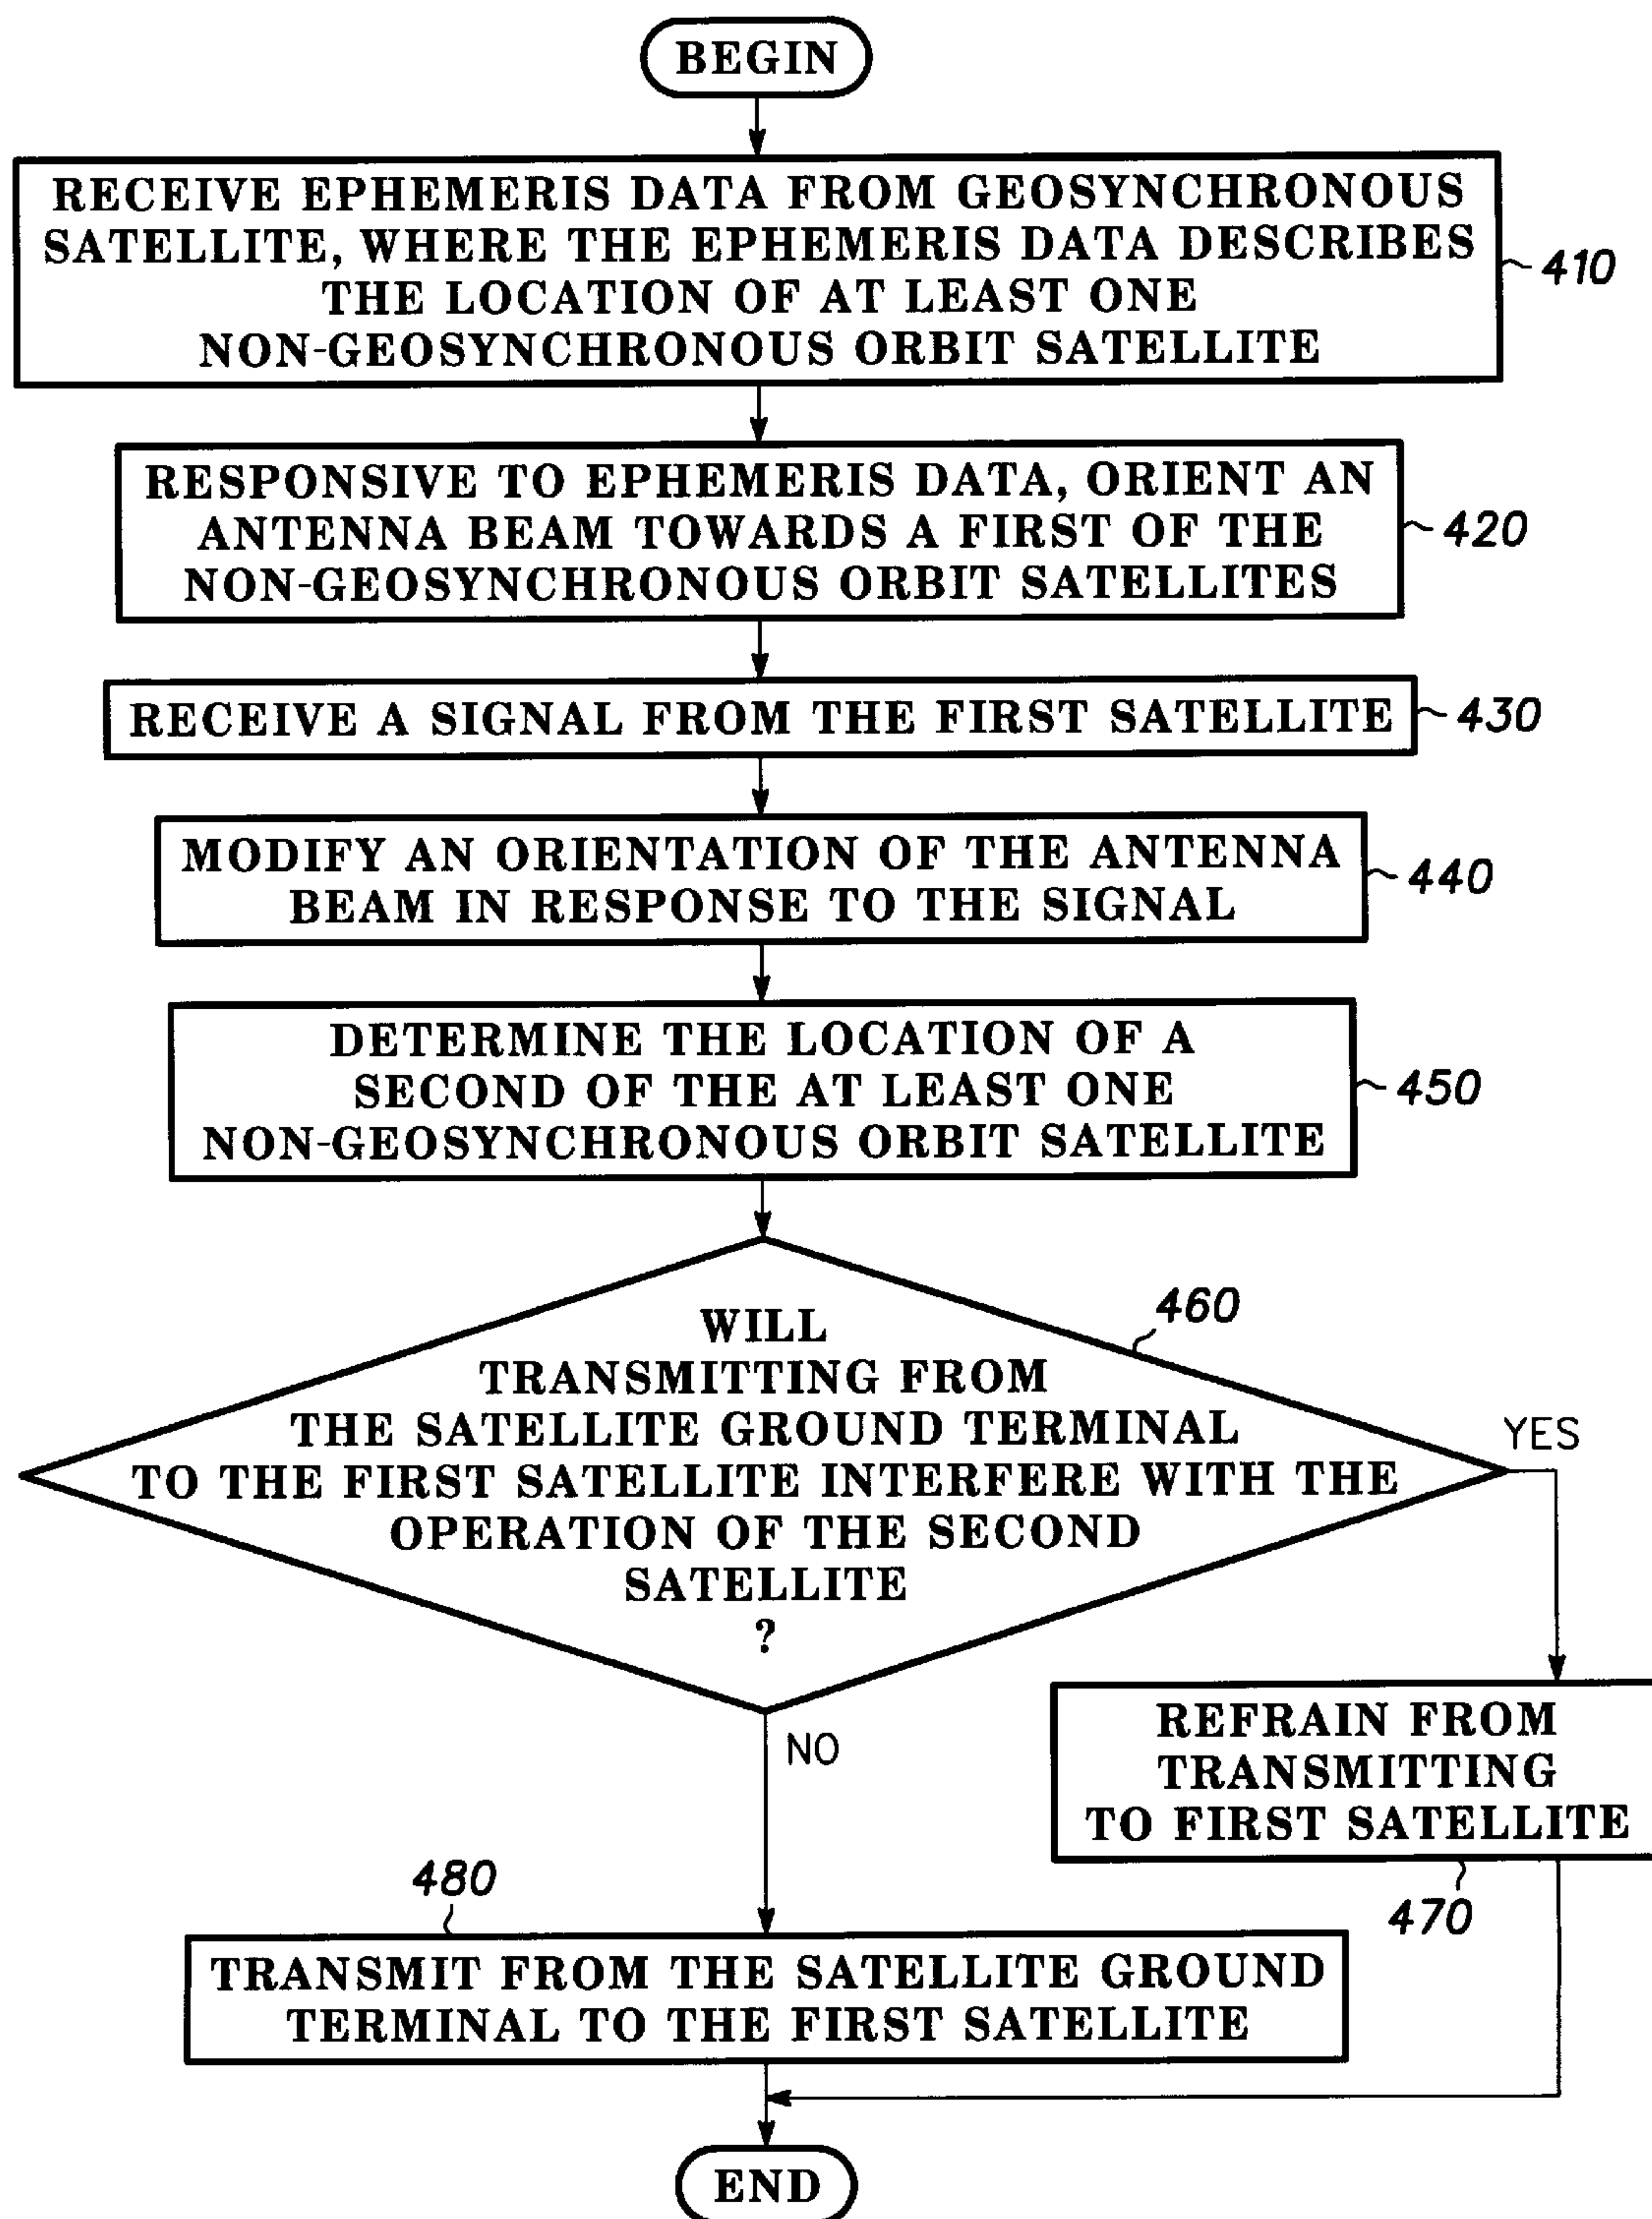 BEGIN
RECEIVE EPHEMERIS DATA FROM GEOSYNCHRONOUS
SATELLITE, WHERE THE EPHEMERIS DATA DESCRIBES
THE LOCATION OF AT LEAST ONE
NON-GEOSYNCHRONOUS ORBIT SATELLITE
410
RESPONSIVE TO EPHEMERIS DATA, ORIENT AN
ANTENNA BEAM TOWARDS A FIRST OF THE
NON-GEOSYNCHRONOUS ORBIT SATELLITES
420
RECEIVE A SIGNAL FROM THE FIRST SATELLITE
430
MODIFY AN ORIENTATION OF THE ANTENNA
BEAM IN RESPONSE TO THE SIGNAL
440
DETERMINE THE LOCATION OF A
SECOND OF THE AT LEAST ONE
NON-GEOSYNCHRONOUS ORBIT SATELLITE
450
460
WILL
TRANSMITTING FROM
THE SATELLITE GROUND TERMINAL
TO THE FIRST SATELLITE INTERFERE WITH THE
OPERATION OF THE SECOND
SATELLITE
?
YES
NO
REFRAIN FROM
TRANSMITTING
TO FIRST SATELLITE
470
480
TRANSMIT FROM THE SATELLITE GROUND
TERMINAL TO THE FIRST SATELLITE
END